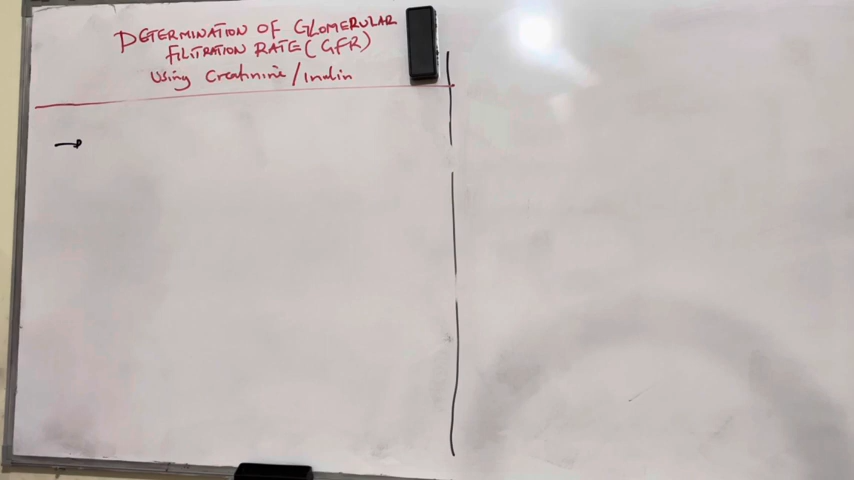 DETERMINATION OF GLOMERULAR
FILTRATION RATE (GFR)
Using Creatinine/Inulin